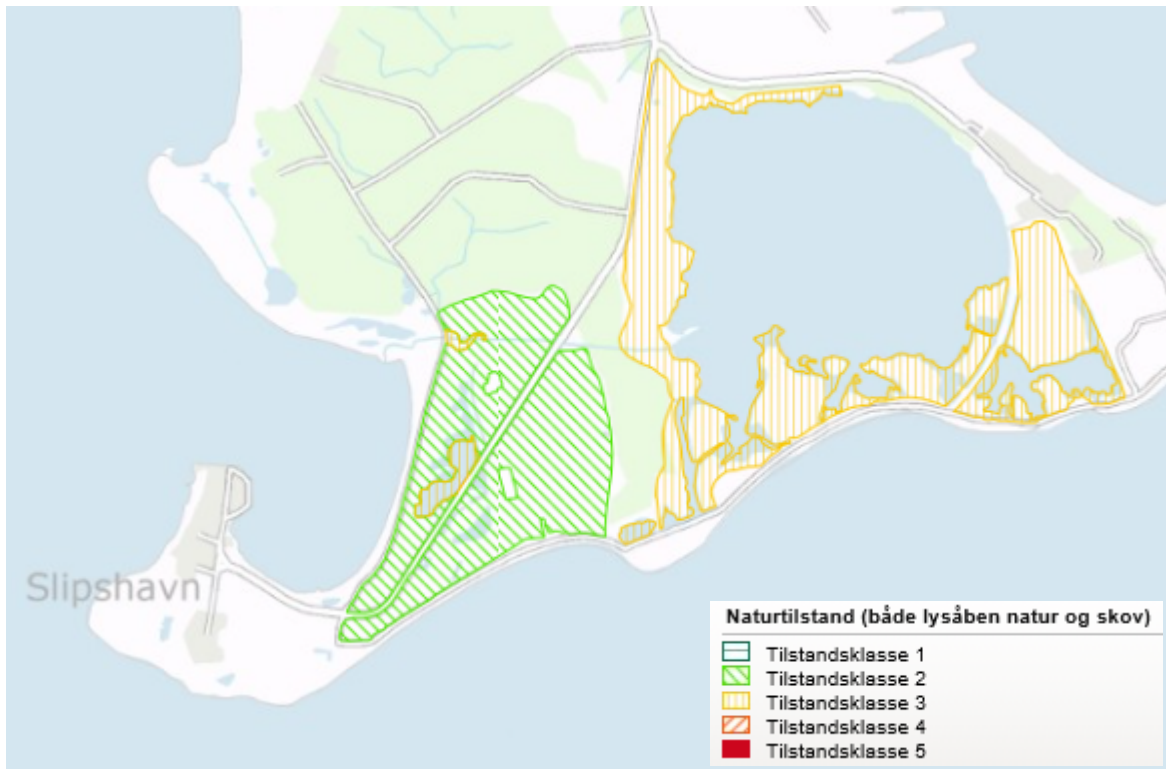 Slipshavn
Naturtilstand (både lysåben natur og skov)
Tilstandsklasse 1
Tilstandsklasse 2
Tilstandsklasse 3
Tilstandsklasse 4
Tilstandsklasse 5